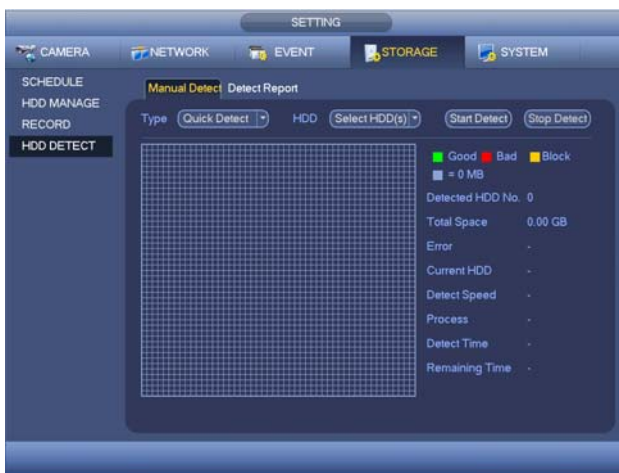 SETTING
CAMERA NETWORK EVENT STORAGE SYSTEM
SCHEDULE
HDD MANAGE
RECORD
HDD DETECT
Manual Detect Detect Report
Type Quick Detect HDD Select HDD(s) Start Detect Stop Detect
Good Bad Block
= 0 MB
Detected HDD No. 0
Total Space 0.00 GB
Error -
Current HDD -
Detect Speed -
Process -
Detect Time -
Remaining Time -